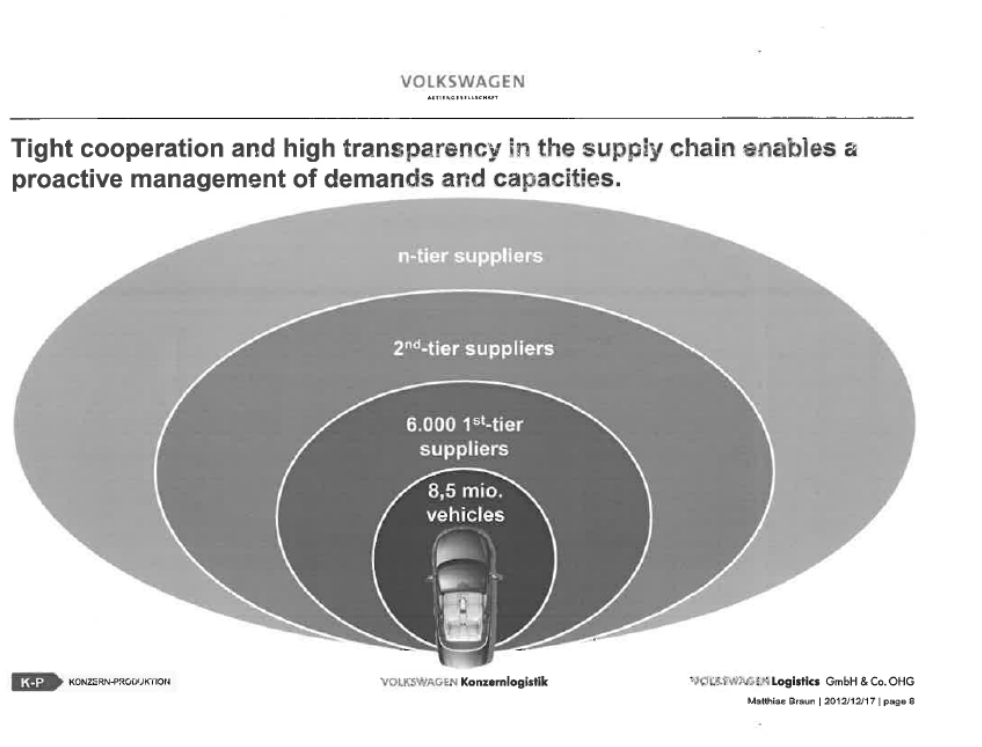 VOLKSWAGEN
AKTIENGESELLSCHAFT
Tight cooperation and high transparency in the supply chain enables a
proactive management of demands and capacities.
n-tier suppliers
2nd-tier suppliers
6.000 1st-tier
suppliers
8,5 mio.
vehicles
K-P KONZERN-PRODUKTION
VOLKSWAGEN Konzernlogistik
VOLKSWAGEN Logistics GmbH & Co. OHG
Matthias Braun | 2012/12/17 | page 8